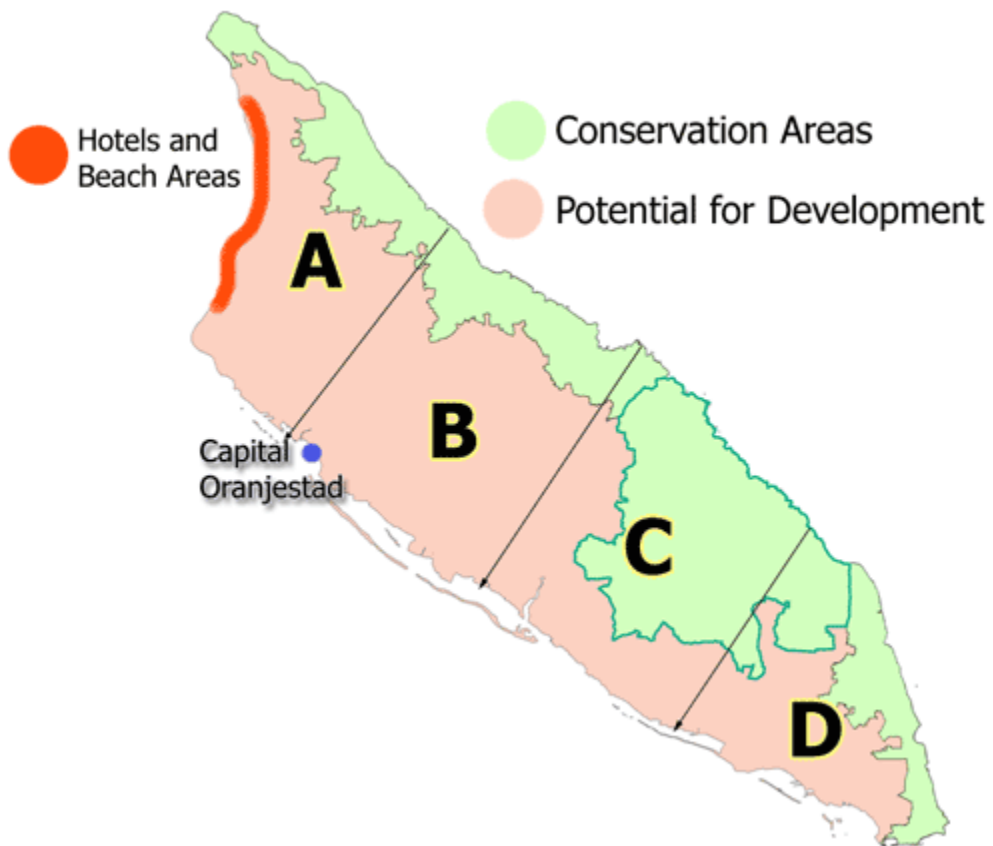 Hotels and
Beach Areas
Conservation Areas
Potential for Development
A
B
Capital
Oranjestad
C
D